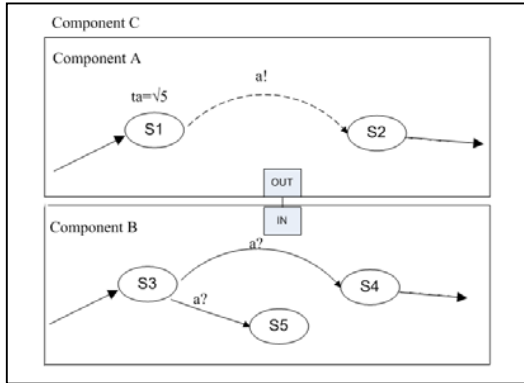 Component C
Component A
a!
ta=√5
S1
S2
OUT
IN
Component B
a?
S3
S4
a?
S5